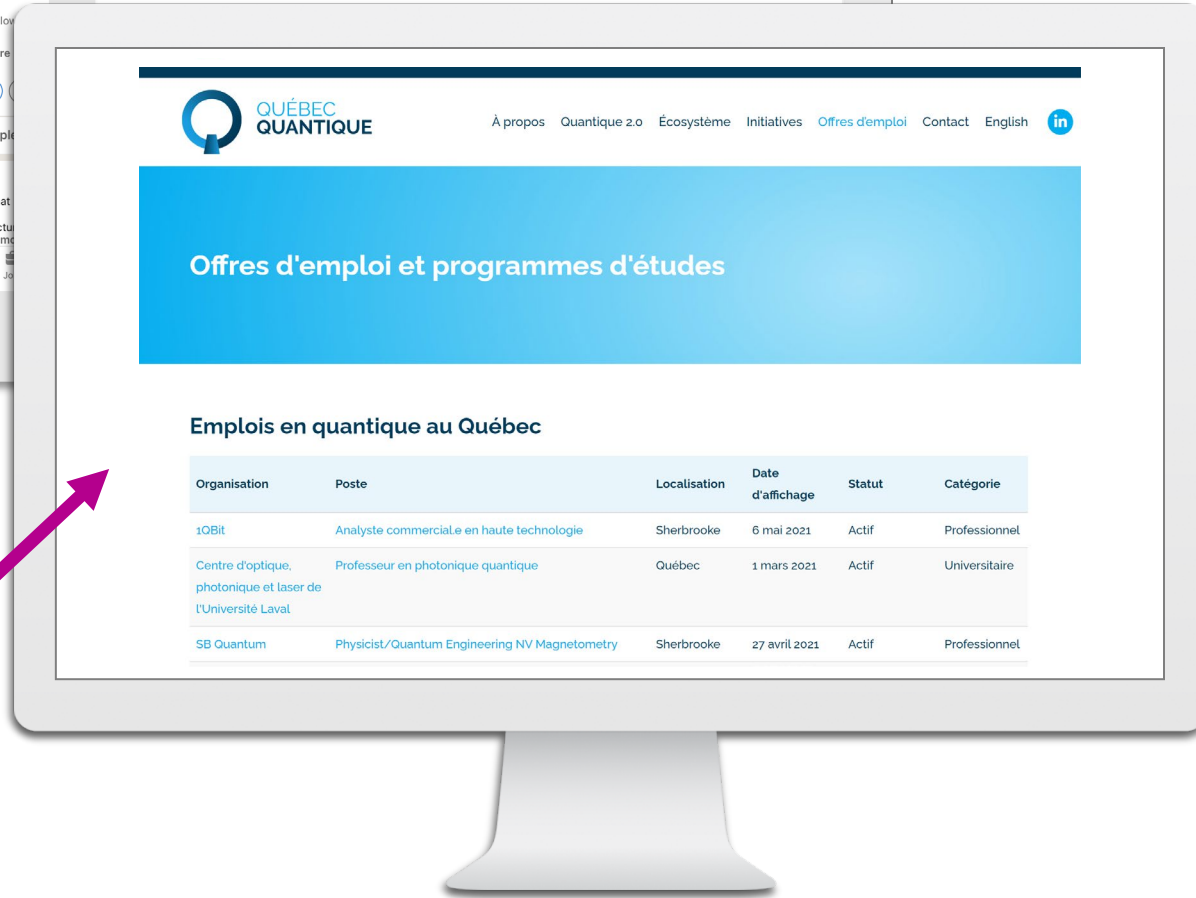 QUÉBEC
QUANTIQUE
À propos Quantique 2.0 Écosystème Initiatives Offres d'emploi Contact English in
Offres d'emploi et programmes d'études
Emplois en quantique au Québec
Organisation Poste Localisation Date d'affichage Statut Catégorie
1QBit Analyste commercial.e en haute technologie Sherbrooke 6 mai 2021 Actif Professionnel
Centre d'optique, Professeur en photonique quantique Québec 1 mars 2021 Actif Universitaire
photonique et laser de
l'Université Laval
SB Quantum Physicist/Quantum Engineering NV Magnetometry Sherbrooke 27 avril 2021 Actif Professionnel